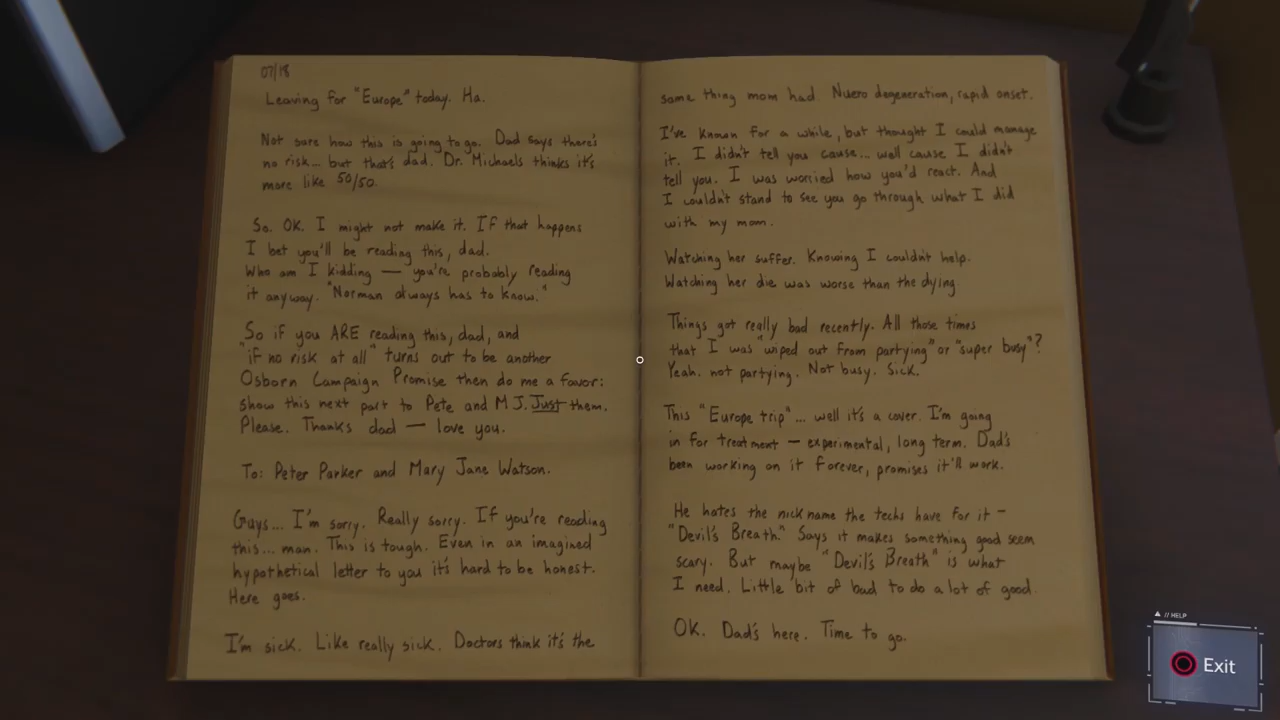 07/18
Leaving for "Europe" today. Ha.
Not sure how this is going to go. Dad says there's
no risk... but that's dad. Dr. Michaels thinks it's
more like 50/50.
So. OK. I might not make it. If that happens
I bet you'll be reading this, dad.
Who am I kidding — you're probably reading
it anyway. "Norman always has to know."
So if you ARE reading this, dad, and
"if no risk at all" turns out to be another
Osborn Campaign Promise then do me a favor:
show this next part to Pete and MJ. Just them.
Please. Thanks dad — love you.
To: Peter Parker and Mary Jane Watson.
Guys... I'm sorry. Really sorry. If you're reading
this... man. This is tough. Even in an imagined
hypothetical letter to you it's hard to be honest.
Here goes.
I'm sick. Like really sick. Doctors think it's the
same thing mom had. Nuero degeneration, rapid onset.
I've known for a while, but thought I could manage
it. I didn't tell you cause... well cause I didn't
tell you. I was worried how you'd react. And
I couldn't stand to see you go through what I did
with my mom.
Watching her suffer. Knowing I couldn't help.
Watching her die was worse than the dying.
Things got really bad recently. All those times
that I was "wiped out from partying" or "super busy"?
Yeah. not partying. Not busy. Sick.
This "Europe trip"... well it's a cover. I'm going
in for treatment — experimental, long term. Dad's
been working on it forever, promises it'll work.
He hates the nickname the techs have for it -
"Devil's Breath." Says it makes something good seem
scary. But maybe "Devil's Breath" is what
I need. Little bit of bad to do a lot of good.
OK. Dad's here. Time to go.
// HELP
Exit